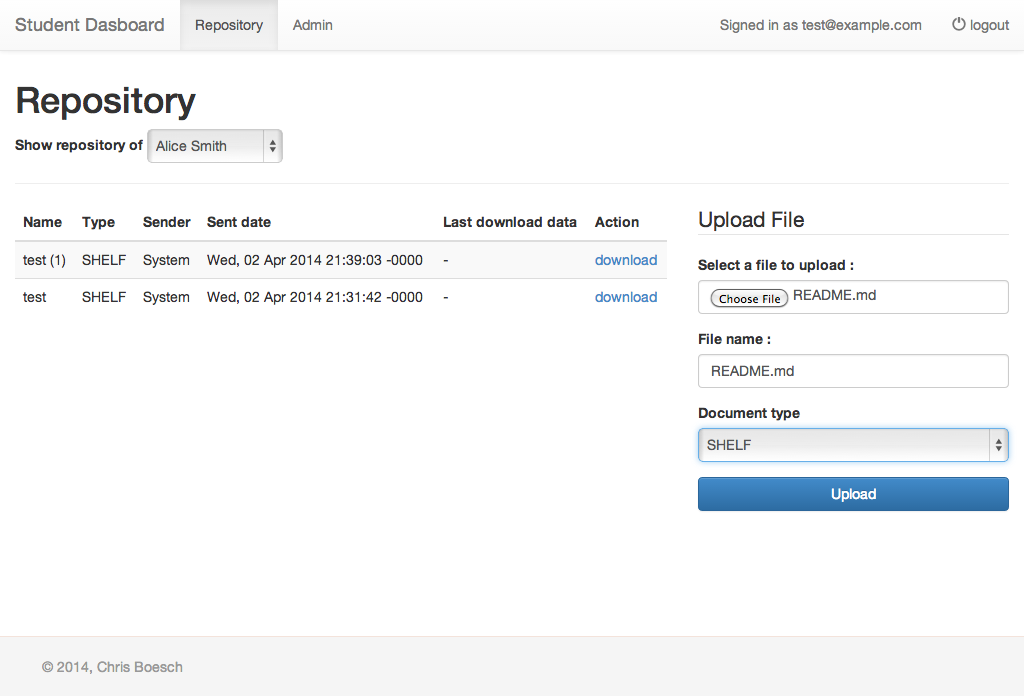 Student Dasboard Repository Admin Signed in as test@example.com logout
Repository
Show repository of Alice Smith
Name Type Sender Sent date Last download data Action
test (1) SHELF System Wed, 02 Apr 2014 21:39:03 -0000 - download
test SHELF System Wed, 02 Apr 2014 21:31:42 -0000 - download
Upload File
Select a file to upload :
Choose File README.md
File name :
README.md
Document type
SHELF
Upload
© 2014, Chris Boesch